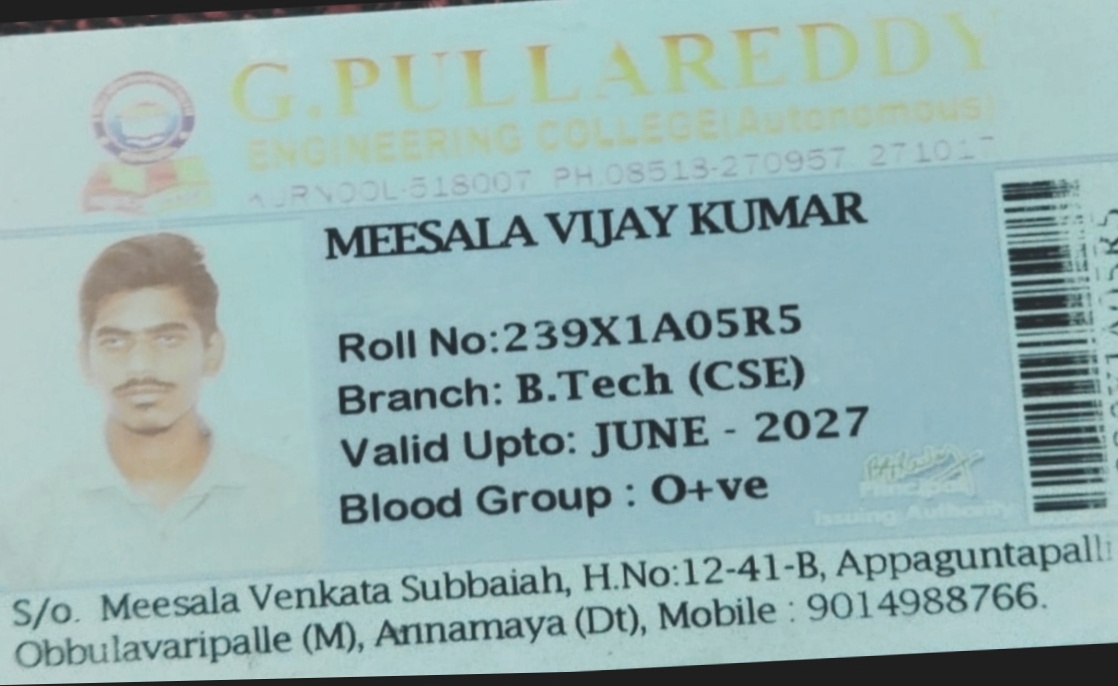 G.PULLAREDDY
ENGINEERING COLLEGE(Autonomous)
KURNOOL-518007 PH.08518-270957 271017
MEESALA VIJAY KUMAR
Roll No:239X1A05R5
Branch: B.Tech (CSE)
Valid Upto: JUNE - 2027
Blood Group : O+ve
Principal
Issuing Authority
S/o. Meesala Venkata Subbaiah, H.No:12-41-B, Appaguntapalli
Obbulavaripalle (M), Annamaya (Dt), Mobile : 9014988766.